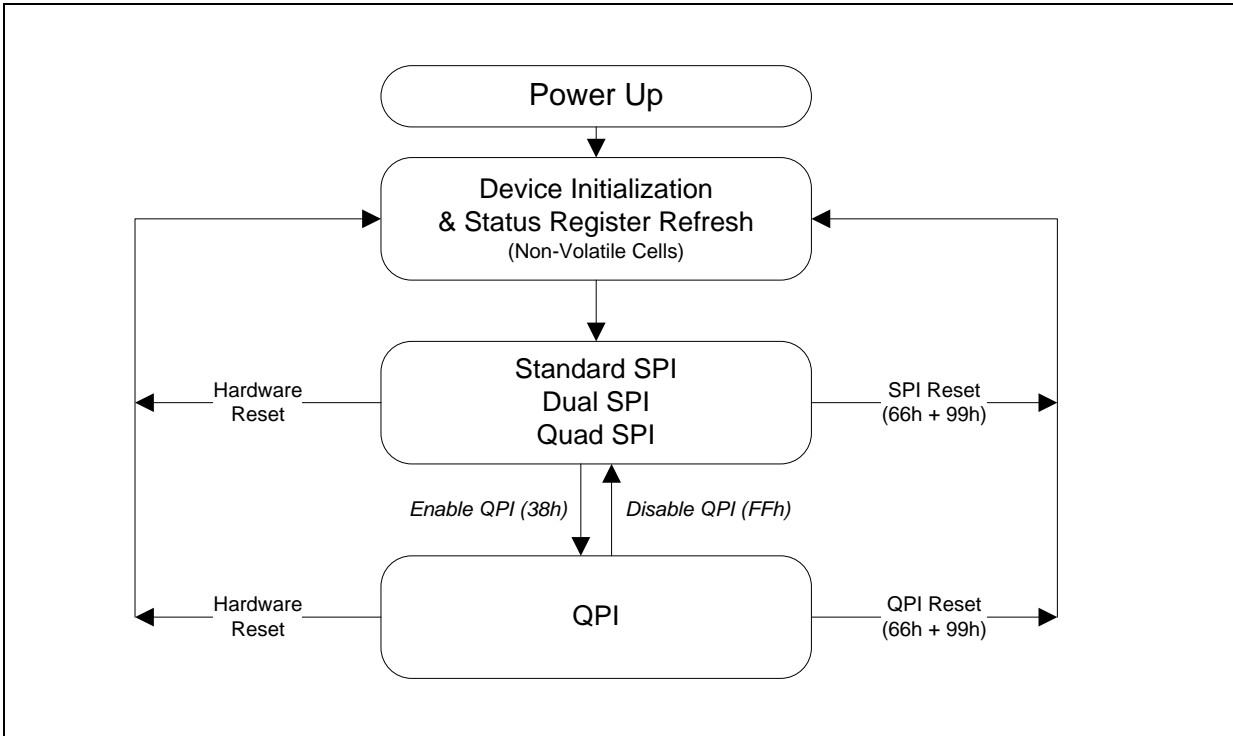 Power Up
Device Initialization
& Status Register Refresh
(Non-Volatile Cells)
Standard SPI
Dual SPI
Quad SPI
Hardware
Reset
SPI Reset
(66h + 99h)
Enable QPI (38h)
Disable QPI (FFh)
QPI
Hardware
Reset
QPI Reset
(66h + 99h)